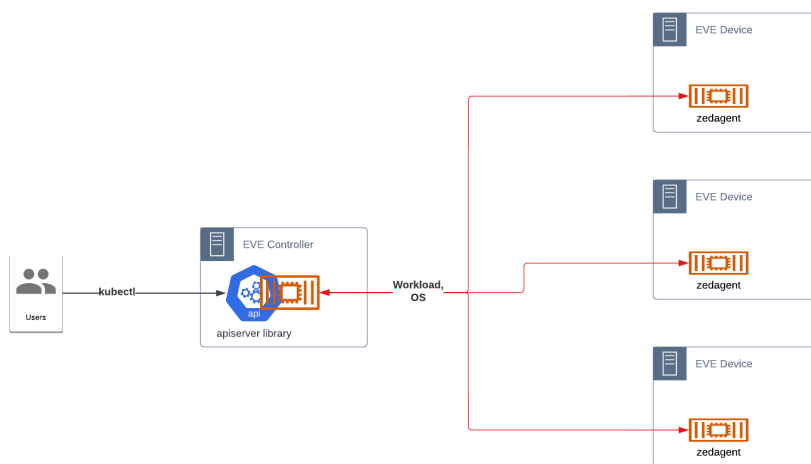 EVE Device
zedagent
EVE Device
zedagent
EVE Controller
api
apiserver library
Users
kubectl
Workload,
OS
EVE Device
zedagent